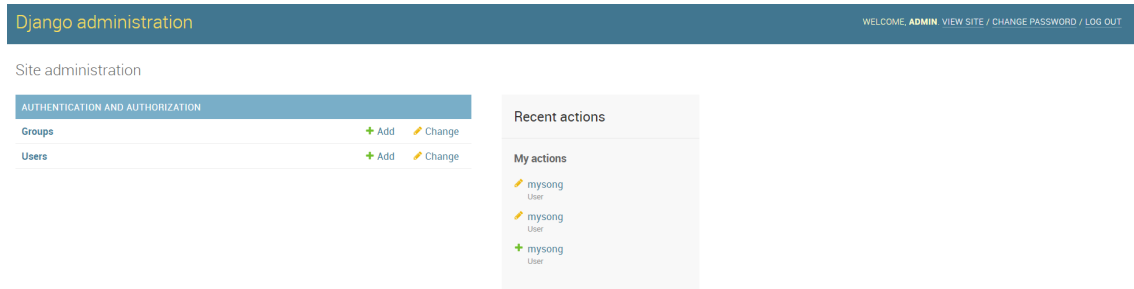 Django administration
WELCOME, ADMIN. VIEW SITE / CHANGE PASSWORD / LOG OUT
Site administration
AUTHENTICATION AND AUTHORIZATION
Groups Add Change
Users Add Change
Recent actions
My actions
mysong
User
mysong
User
mysong
User